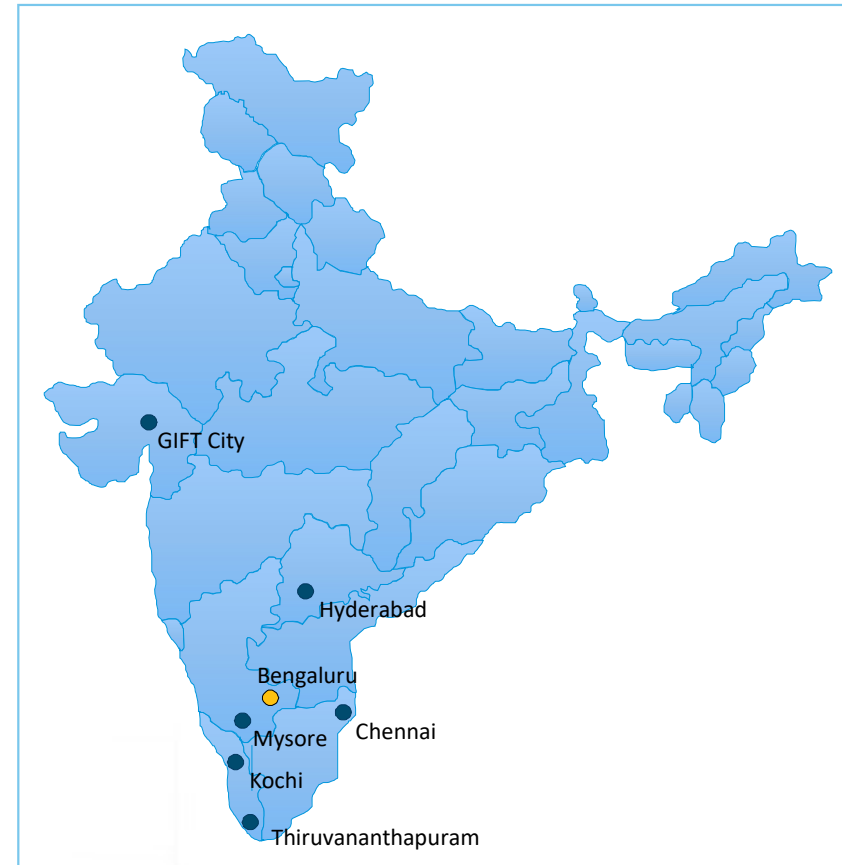 GIFT City
Hyderabad
Bengaluru
Chennai
Mysore
Kochi
Thiruvananthapuram